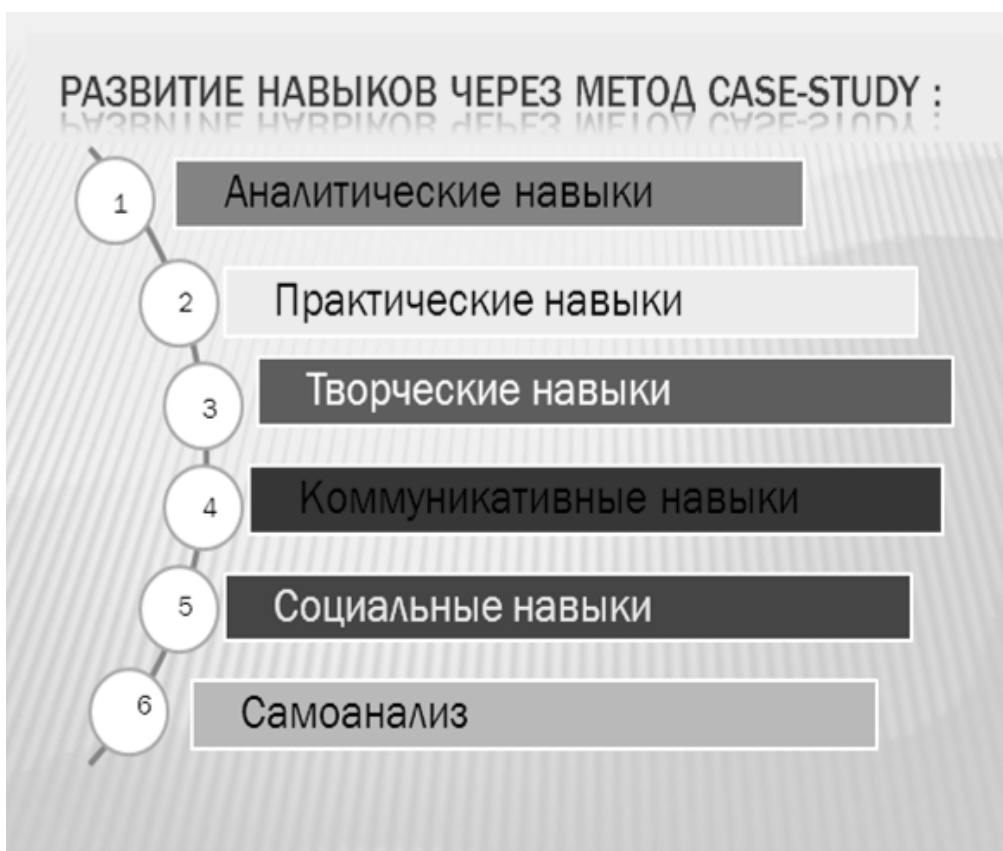 РАЗВИТИЕ НАВЫКОВ ЧЕРЕЗ МЕТОД CASE-STUDY :
1 Аналитические навыки
2 Практические навыки
3 Творческие навыки
4 Коммуникативные навыки
5 Социальные навыки
6 Самоанализ